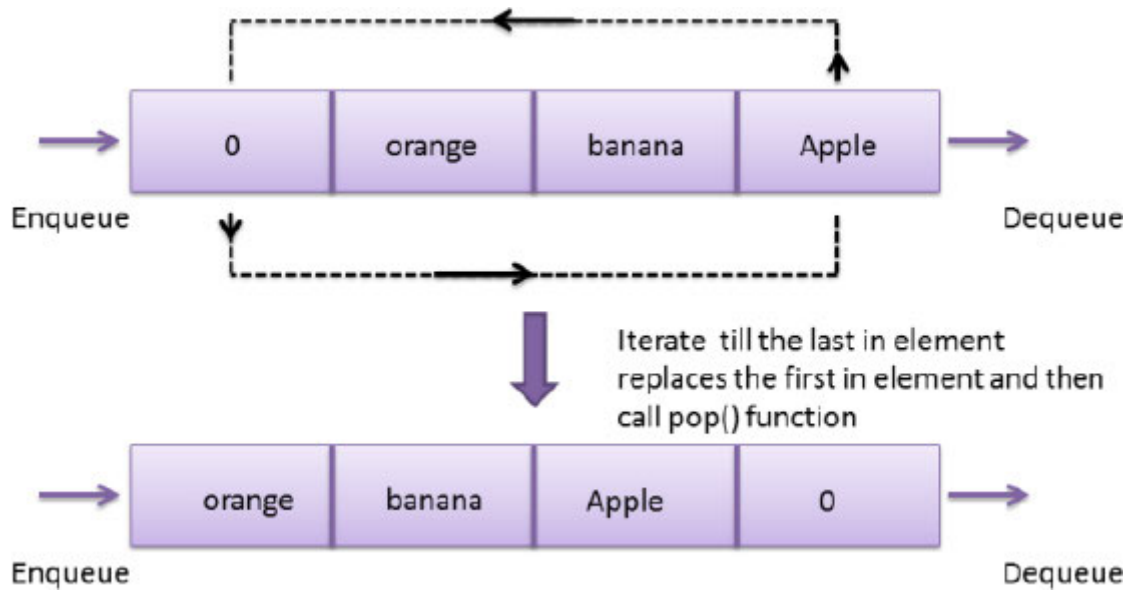 0 orange banana Apple
Enqueue Dequeue
Iterate till the last in element
replaces the first in element and then
call pop() function
orange banana Apple 0
Enqueue Dequeue